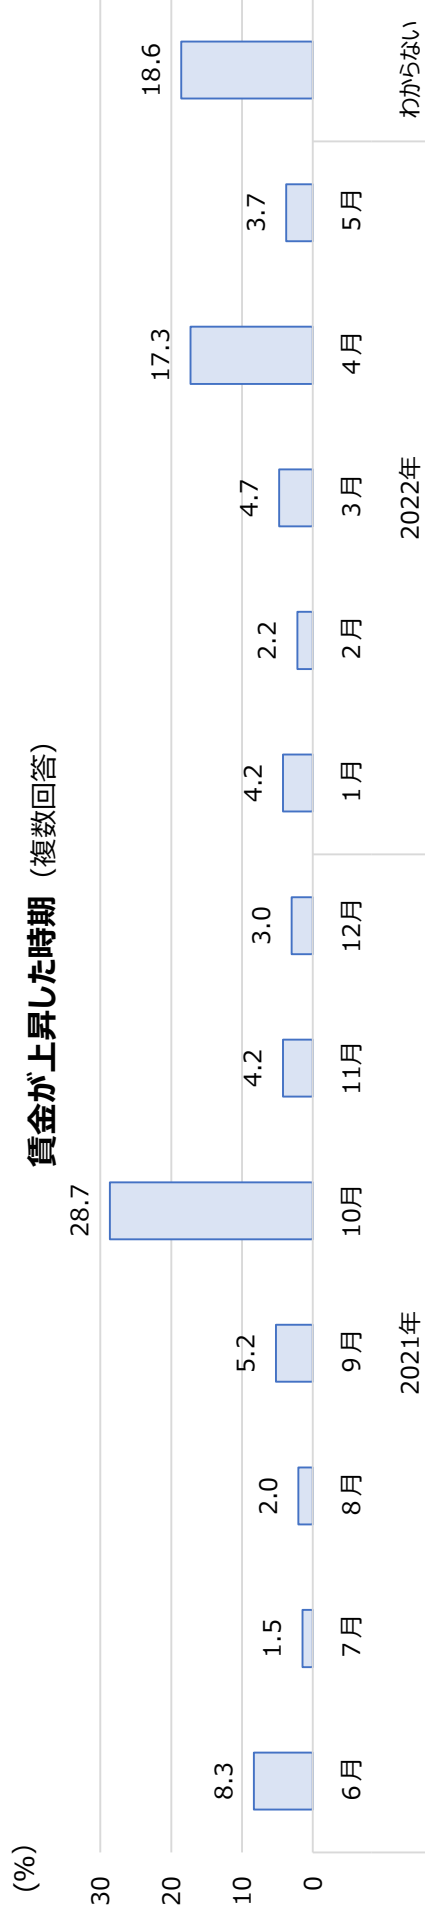 賃金が上昇した時期（複数回答）
(%)
30
20
10
0
8.3
1.5
2.0
5.2
28.7
4.2
3.0
4.2
2.2
4.7
17.3
3.7
18.6
6月
7月
8月
9月
10月
11月
12月
1月
2月
3月
4月
5月
わからない
2021年
2022年